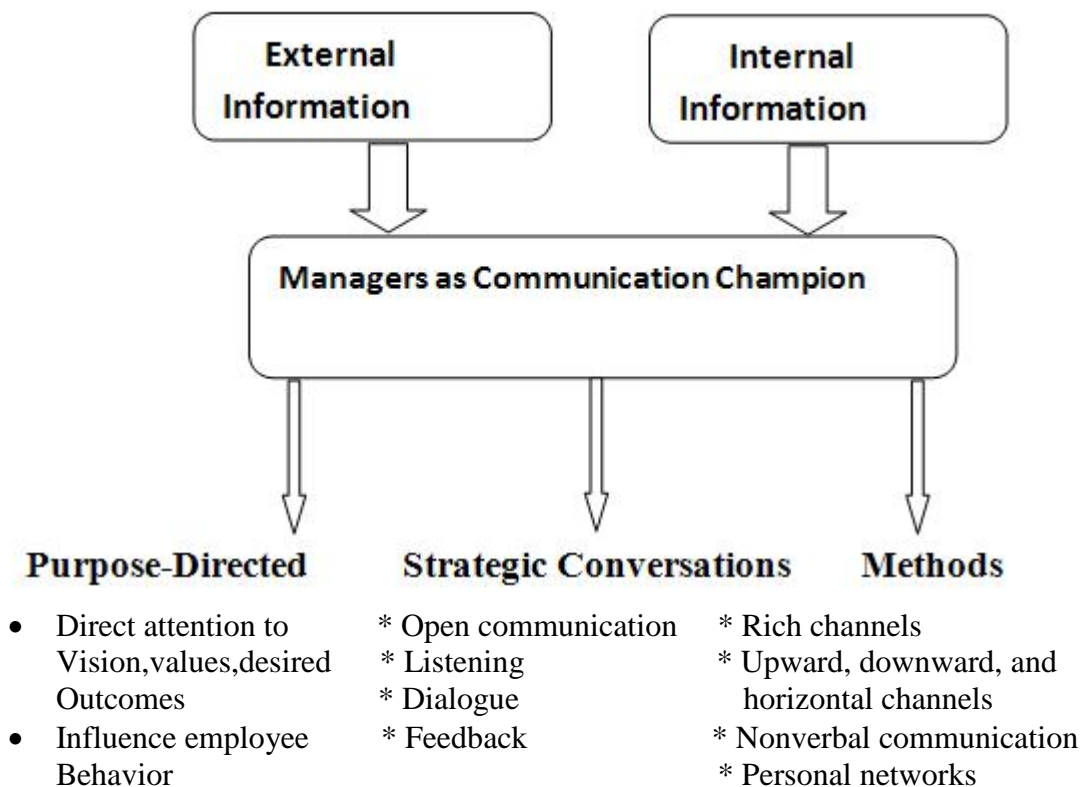 External
Information
Internal
Information
Managers as Communication Champion
Purpose-Directed
Strategic Conversations
Methods
• Direct attention to
Vision,values,desired
Outcomes
• Influence employee
Behavior
* Open communication
* Listening
* Dialogue
* Feedback
* Rich channels
* Upward, downward, and
horizontal channels
* Nonverbal communication
* Personal networks